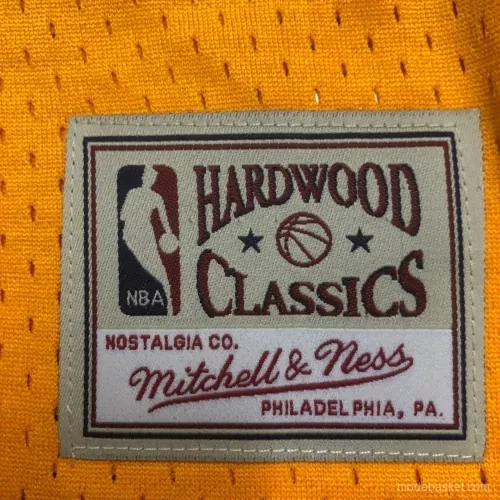 HARDWOOD
CLASSICS
NBA
NOSTALGIA CO.
Mitchell & Ness
PHILADELPHIA, PA.